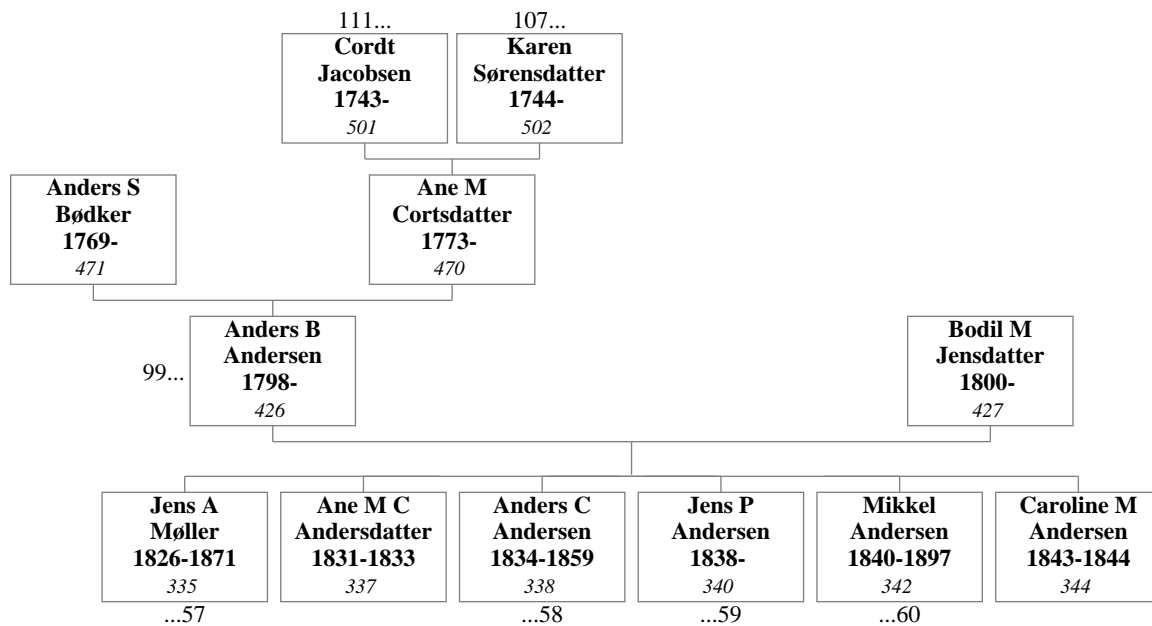 111...
107...
Cordt
Jacobsen
1743-
501
Karen
Sørensdatter
1744-
502
Anders S
Bødker
1769-
471
Ane M
Cortsdatter
1773-
470
99...
Anders B
Andersen
1798-
426
Bodil M
Jensdatter
1800-
427
Jens A
Møller
1826-1871
335
...57
Ane M C
Andersdatter
1831-1833
337
Anders C
Andersen
1834-1859
338
...58
Jens P
Andersen
1838-
340
...59
Mikkel
Andersen
1840-1897
342
...60
Caroline M
Andersen
1843-1844
344